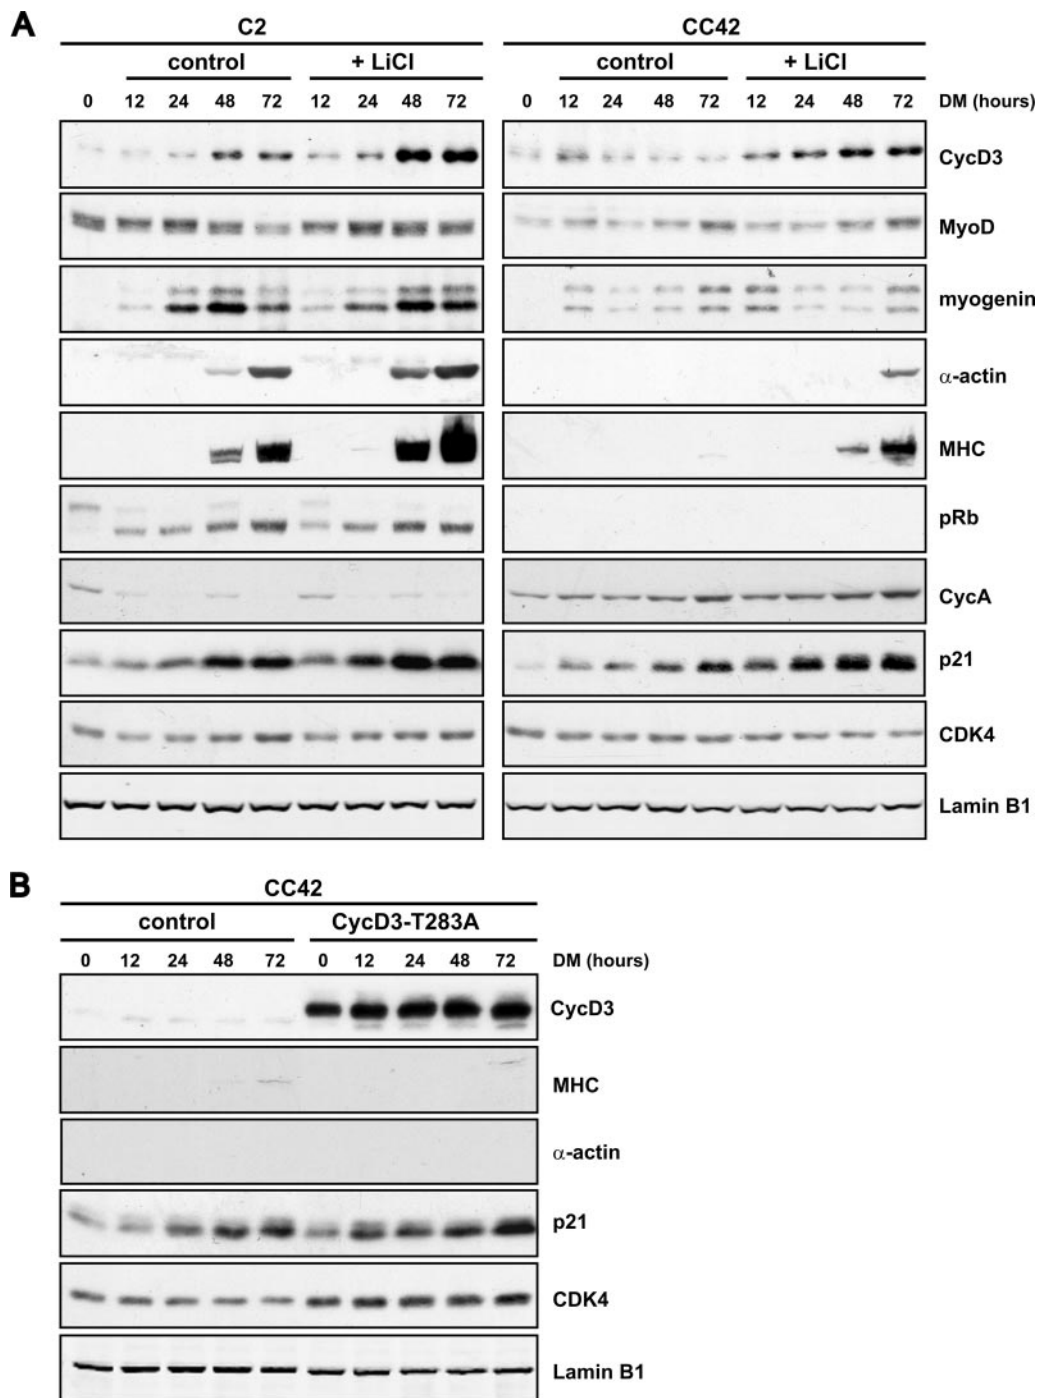 A
C2 CC42
control + LiCl control + LiCl
0 12 24 48 72 12 24 48 72 0 12 24 48 72 12 24 48 72 DM (hours)
CycD3
MyoD
myogenin
α-actin
MHC
pRb
CycA
p21
CDK4
Lamin B1
B
CC42
control CycD3-T283A
0 12 24 48 72 0 12 24 48 72 DM (hours)
CycD3
MHC
α-actin
p21
CDK4
Lamin B1